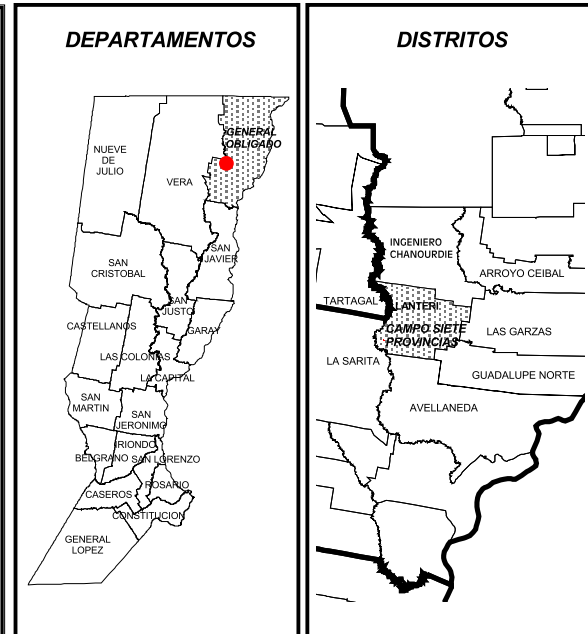 DEPARTAMENTOS
GENERAL
OBLIGADO
NUEVE
DE
JULIO
VERA
SAN
JAVIER
SAN
CRISTOBAL
SAN
JUSTO
CASTELLANOS
GARAY
LAS COLONIAS
LA CAPITAL
SAN
MARTIN
SAN
JERONIMO
IRIONDO
BELGRANO
SAN LORENZO
ROSARIO
CASEROS
CONSTITUCION
GENERAL
LOPEZ
DISTRITOS
INGENIERO
CHANOURDIE
ARROYO CEIBAL
TARTAGAL
LANTERI
CAMPO SIETE
PROVINCIAS
LAS GARZAS
LA SARITA
GUADALUPE NORTE
AVELLANEDA